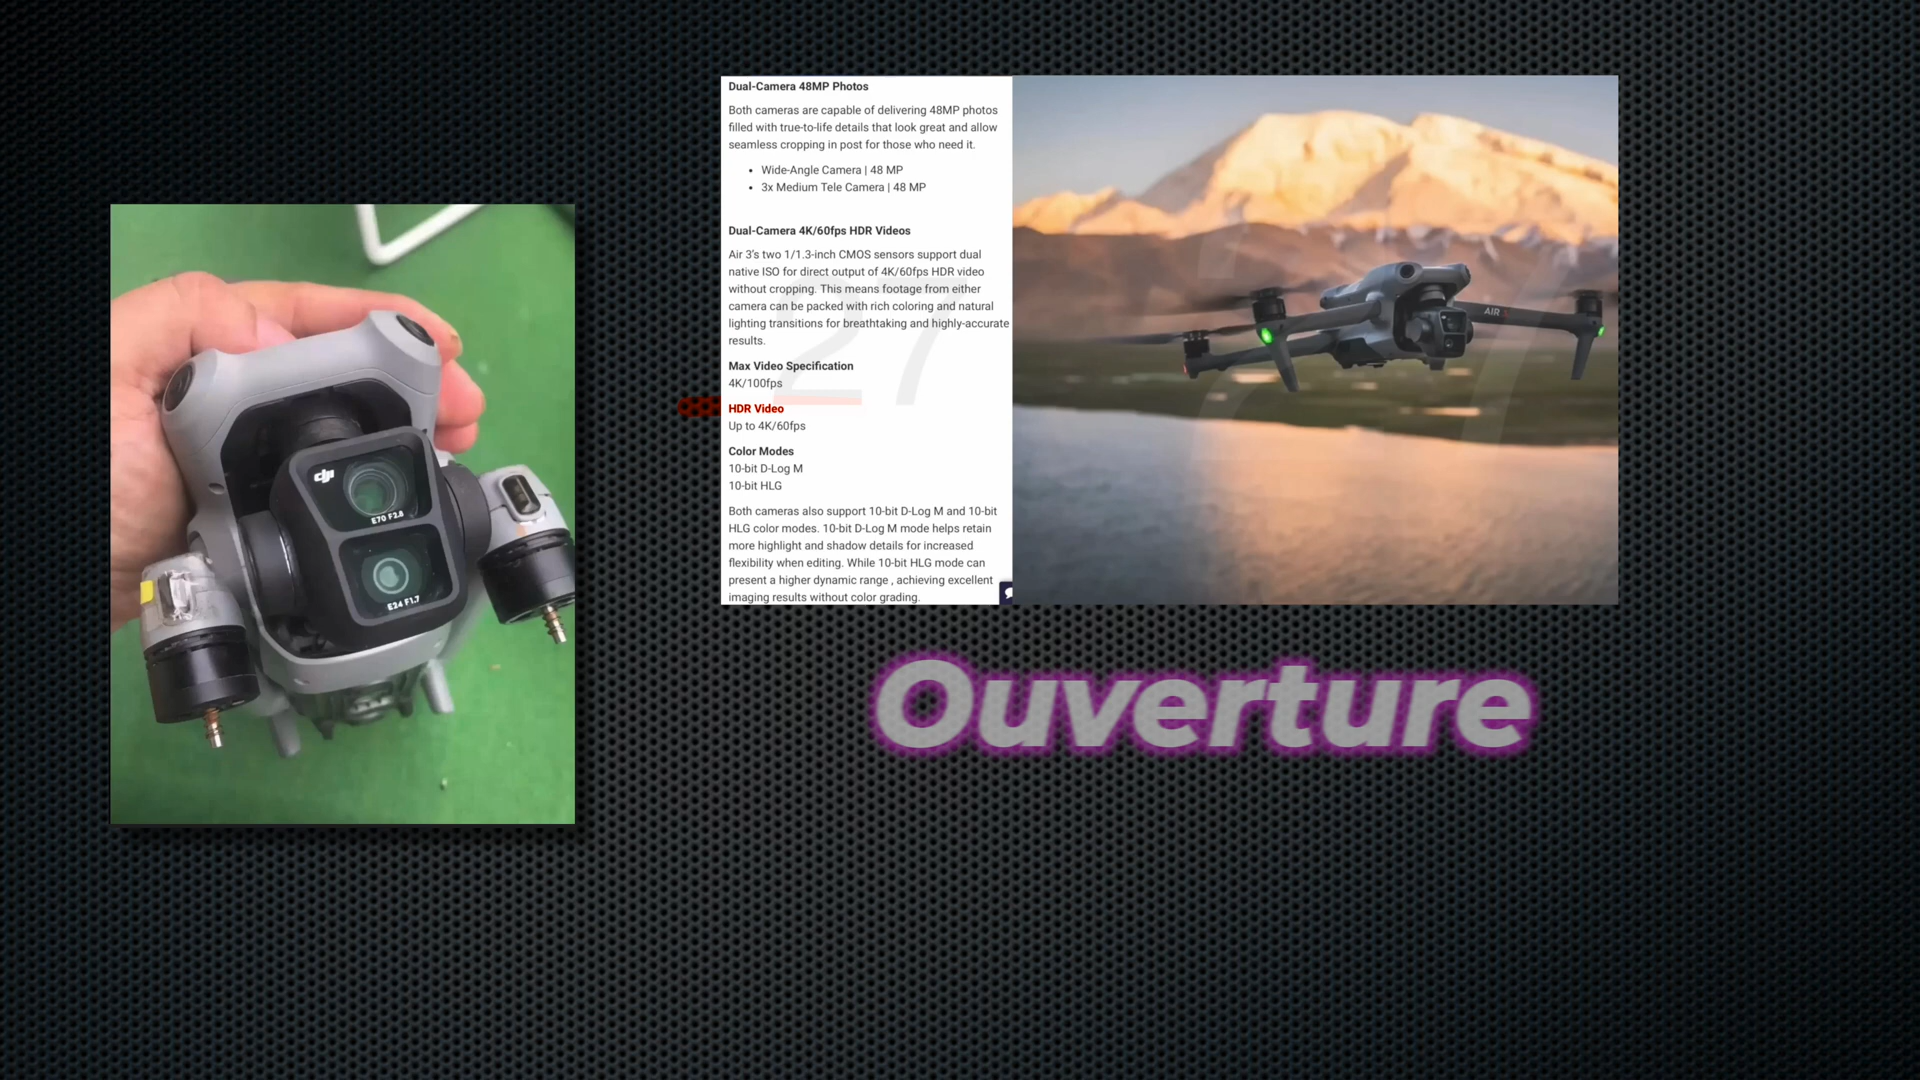 dji
E70 F2.8
E24 F1.7
Dual-Camera 48MP Photos
Both cameras are capable of delivering 48MP photos
filled with true-to-life details that look great and allow
seamless cropping in post for those who need it.
• Wide-Angle Camera | 48 MP
• 3x Medium Tele Camera | 48 MP
Dual-Camera 4K/60fps HDR Videos
Air 3's two 1/1.3-inch CMOS sensors support dual
native ISO for direct output of 4K/60fps HDR video
without cropping. This means footage from either
camera can be packed with rich coloring and natural
lighting transitions for breathtaking and highly-accurate
results.
Max Video Specification
4K/100fps
HDR Video
Up to 4K/60fps
Color Modes
10-bit D-Log M
10-bit HLG
Both cameras also support 10-bit D-Log M and 10-bit
HLG color modes. 10-bit D-Log M mode helps retain
more highlight and shadow details for increased
flexibility when editing. While 10-bit HLG mode can
present a higher dynamic range , achieving excellent
imaging results without color grading.
27
AIR
27
Ouverture